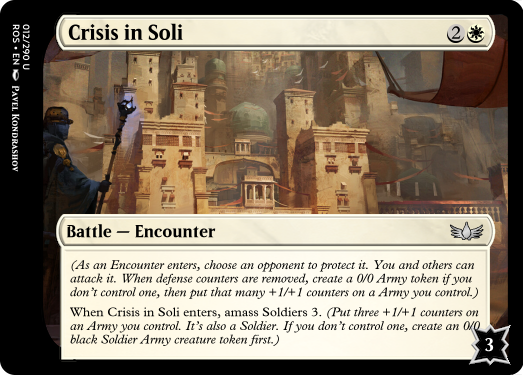 Crisis in Soli
2
Battle — Encounter
(As an Encounter enters, choose an opponent to protect it. You and others can
attack it. When defense counters are removed, create a 0/0 Army token if you
don't control one, then put that many +1/+1 counters on a Army you control.)
When Crisis in Soli enters, amass Soldiers 3. (Put three +1/+1 counters on
an Army you control. It's also a Soldier. If you don't control one, create an 0/0
black Soldier Army creature token first.)
3
012/290 U
ROS • EN PAVEL KONDRASHOV